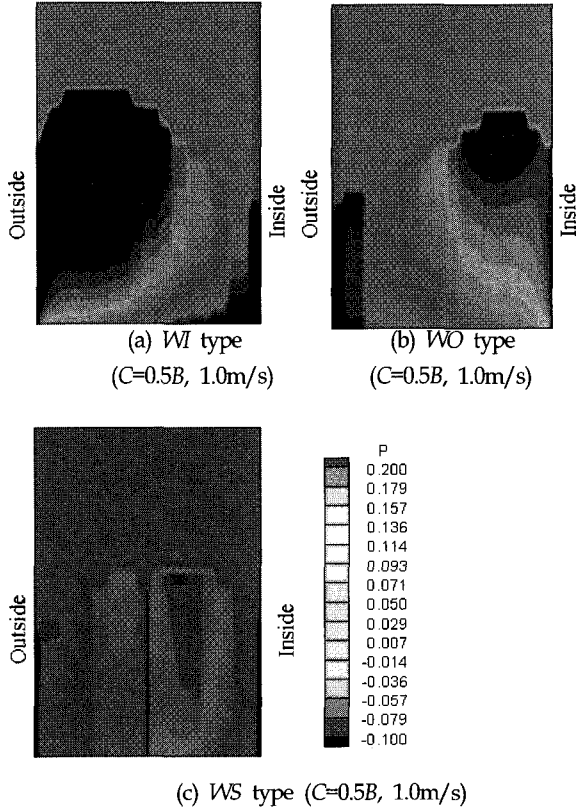 Outside
Inside
Outside
Inside
(a) WI type
(C=0.5B, 1.0m/s)
(b) WO type
(C=0.5B, 1.0m/s)
Outside
Inside
P
0.200
0.179
0.157
0.136
0.114
0.093
0.071
0.050
0.029
0.007
-0.014
-0.036
-0.057
-0.079
-0.100
(c) WS type (C=0.5B, 1.0m/s)